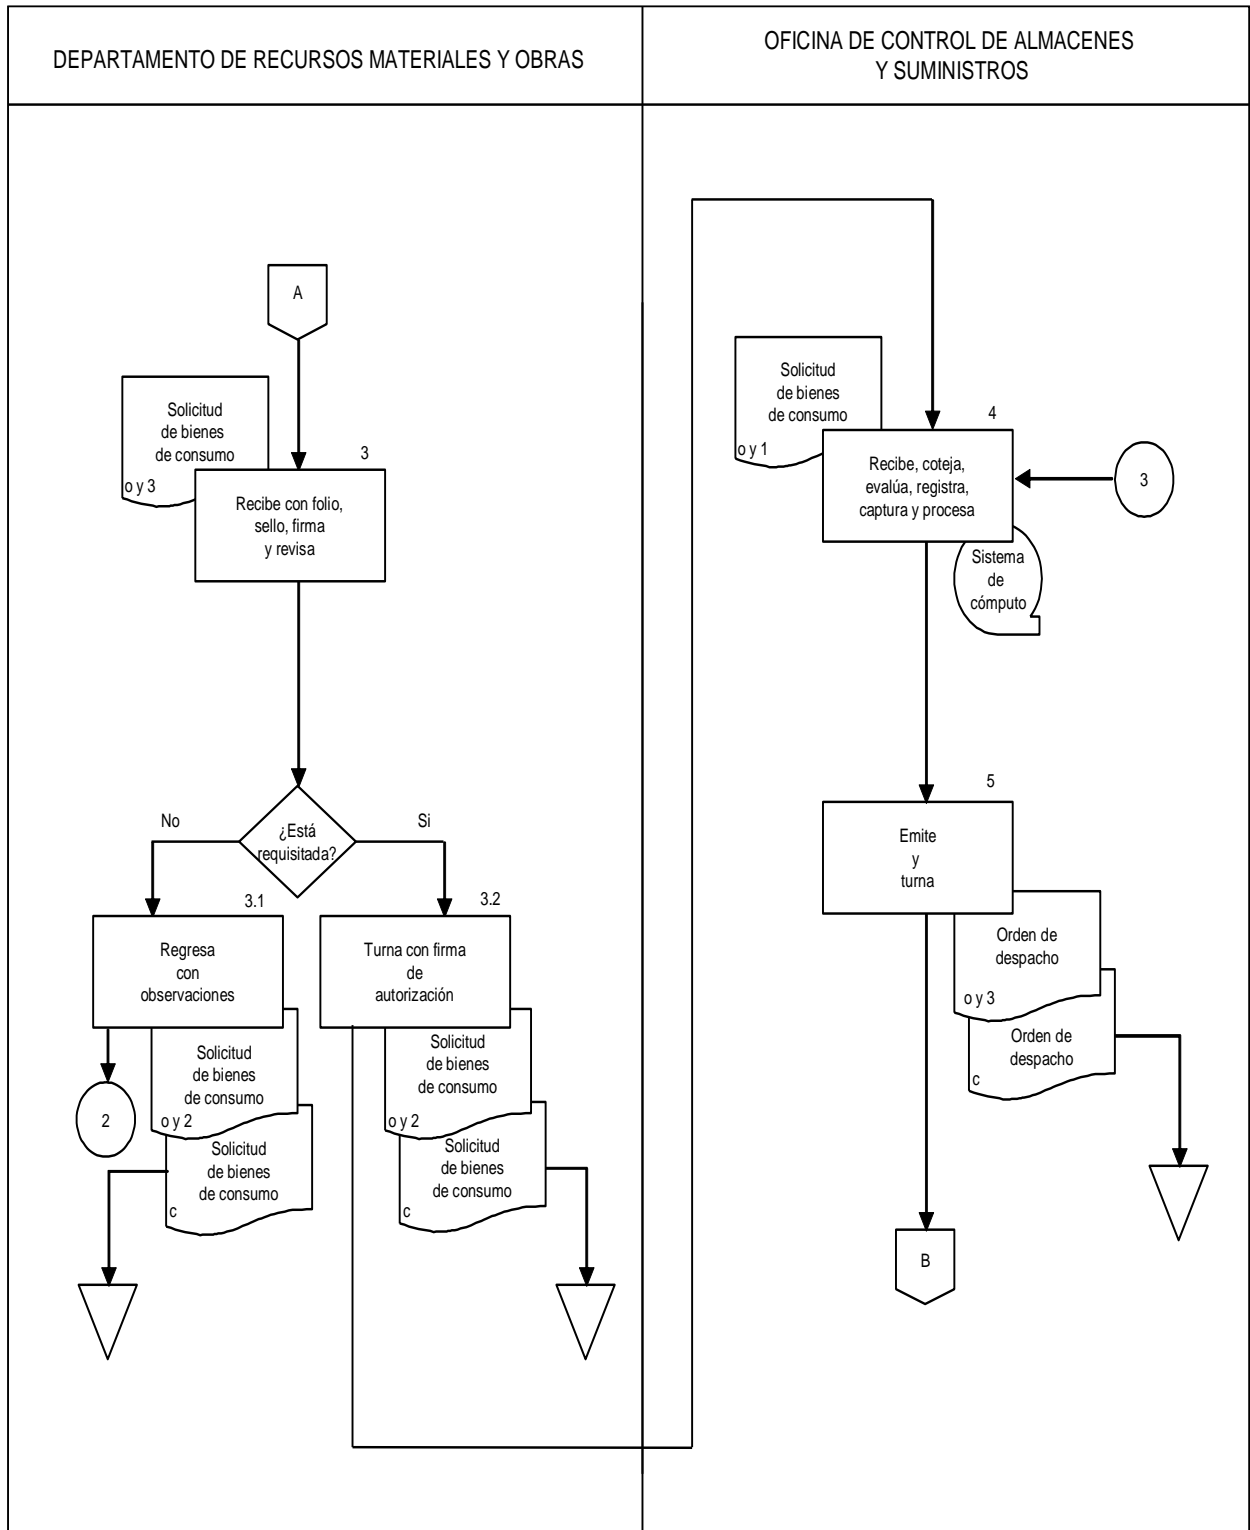 DEPARTAMENTO DE RECURSOS MATERIALES Y OBRAS
OFICINA DE CONTROL DE ALMACENES
Y SUMINISTROS
A
Solicitud
de bienes
de consumo
o y 3
3
Recibe con folio,
sello, firma
y revisa
¿Está
requisitada?
No
Si
3.1
Regresa
con
observaciones
2
Solicitud
de bienes
de consumo
o y 2
Solicitud
de bienes
de consumo
c
3.2
Turna con firma
de
autorización
Solicitud
de bienes
de consumo
o y 2
Solicitud
de bienes
de consumo
c
Solicitud
de bienes
de consumo
o y 1
4
Recibe, coteja,
evalúa, registra,
captura y procesa
3
Sistema
de
cómputo
5
Emite
y
turna
Orden de
despacho
o y 3
Orden de
despacho
c
B